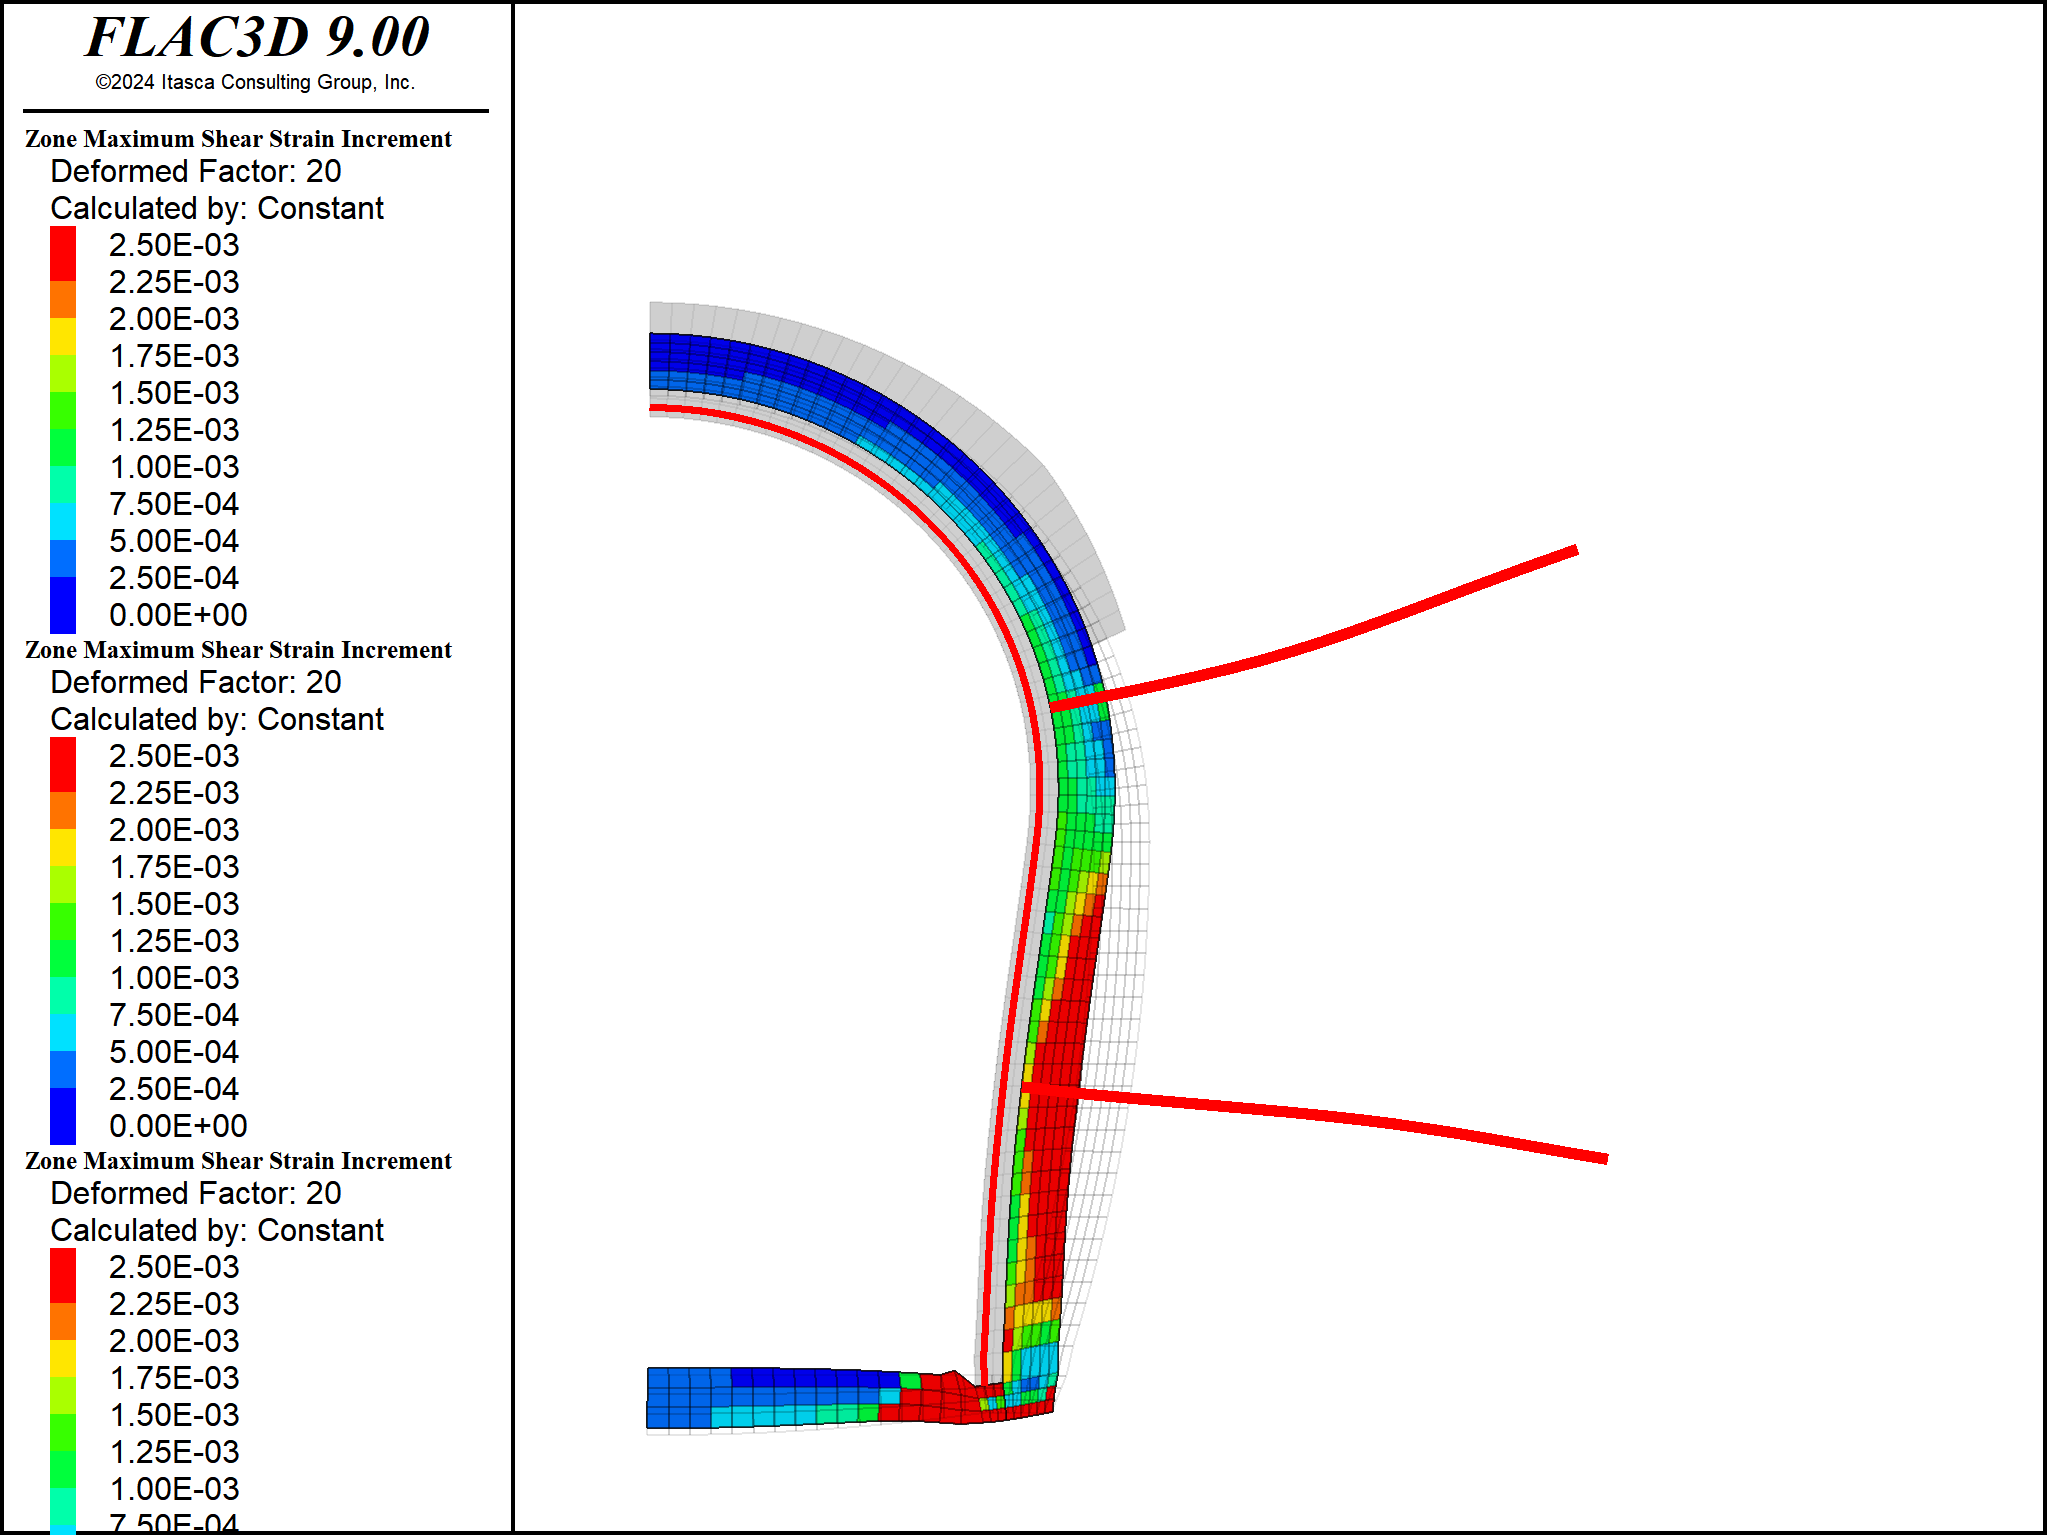 FLAC3D 9.00
©2024 Itasca Consulting Group, Inc.
Zone Maximum Shear Strain Increment
Deformed Factor: 20
Calculated by: Constant
2.50E-03
2.25E-03
2.00E-03
1.75E-03
1.50E-03
1.25E-03
1.00E-03
7.50E-04
5.00E-04
2.50E-04
0.00E+00
Zone Maximum Shear Strain Increment
Deformed Factor: 20
Calculated by: Constant
2.50E-03
2.25E-03
2.00E-03
1.75E-03
1.50E-03
1.25E-03
1.00E-03
7.50E-04
5.00E-04
2.50E-04
0.00E+00
Zone Maximum Shear Strain Increment
Deformed Factor: 20
Calculated by: Constant
2.50E-03
2.25E-03
2.00E-03
1.75E-03
1.50E-03
1.25E-03
1.00E-03
7.50E-04